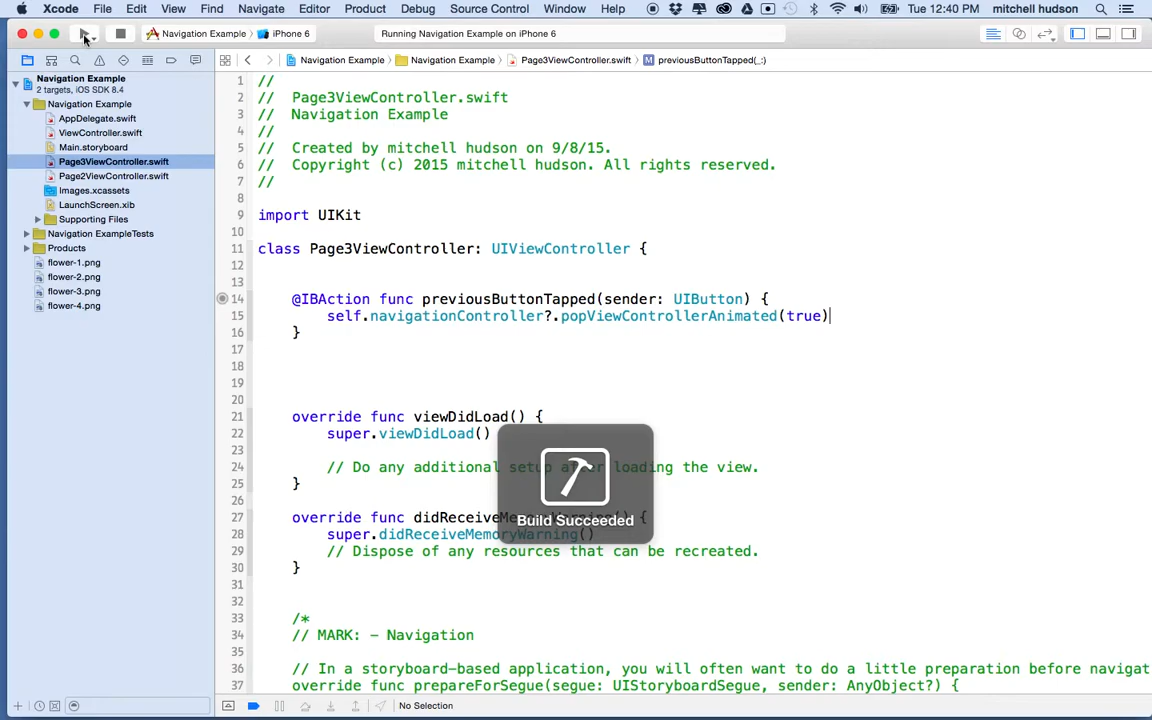 Xcode File Edit View Find Navigate Editor Product Debug Source Control Window Help Tue 12:40 PM mitchell hudson
Navigation Example iPhone 6 Running Navigation Example on iPhone 6
Navigation Example Navigation Example Page3ViewController.swift M previousButtonTapped(_:)
Navigation Example
2 targets, iOS SDK 8.4
Navigation Example
AppDelegate.swift
ViewController.swift
Main.storyboard
Page3ViewController.swift
Page2ViewController.swift
Images.xcassets
LaunchScreen.xib
Supporting Files
Navigation ExampleTests
Products
flower-1.png
flower-2.png
flower-3.png
flower-4.png
1 //
2 // Page3ViewController.swift
3 // Navigation Example
4 //
5 // Created by mitchell hudson on 9/8/15.
6 // Copyright (c) 2015 mitchell hudson. All rights reserved.
7 //
8
9 import UIKit
10
11 class Page3ViewController: UIViewController {
12
13
14 @IBAction func previousButtonTapped(sender: UIButton) {
15 self.navigationController?.popViewControllerAnimated(true)
16 }
17
18
19
20
21 override func viewDidLoad() {
22 super.viewDidLoad()
23
24 // Do any additional setup after loading the view.
25 }
26
27 override func didReceiveMemoryWarning() {
28 super.didReceiveMemoryWarning()
29 // Dispose of any resources that can be recreated.
30 }
31
32
33 /*
34 // MARK: - Navigation
35
36 // In a storyboard-based application, you will often want to do a little preparation before navigat
37 override func prepareForSegue(segue: UIStoryboardSegue, sender: AnyObject?) {
Build Succeeded
No Selection